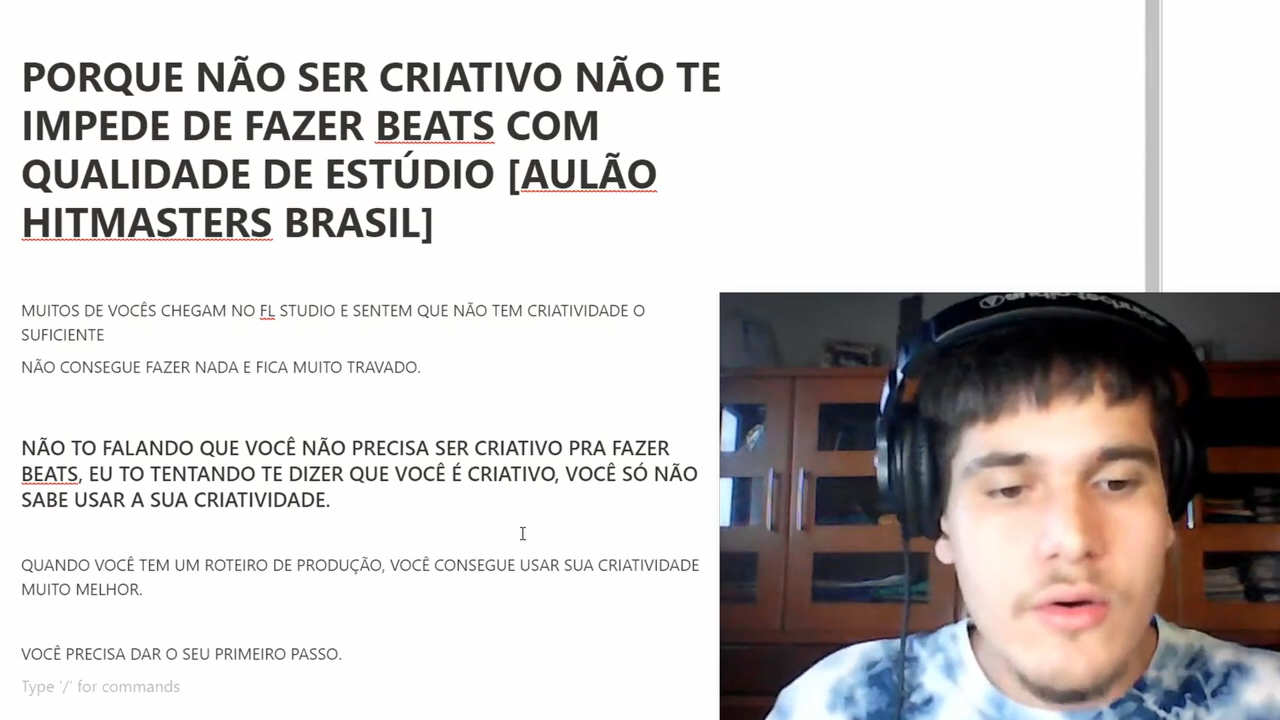 PORQUE NÃO SER CRIATIVO NÃO TE
IMPEDE DE FAZER BEATS COM
QUALIDADE DE ESTÚDIO [AULÃO
HITMASTERS BRASIL]
MUITOS DE VOCÊS CHEGAM NO FL STUDIO E SENTEM QUE NÃO TEM CRIATIVIDADE O
SUFICIENTE
NÃO CONSEGUE FAZER NADA E FICA MUITO TRAVADO.
NÃO TO FALANDO QUE VOCÊ NÃO PRECISA SER CRIATIVO PRA FAZER
BEATS, EU TO TENTANDO TE DIZER QUE VOCÊ É CRIATIVO, VOCÊ SÓ NÃO
SABE USAR A SUA CRIATIVIDADE.
QUANDO VOCÊ TEM UM ROTEIRO DE PRODUÇÃO, VOCÊ CONSEGUE USAR SUA CRIATIVIDADE
MUITO MELHOR.
VOCÊ PRECISA DAR O SEU PRIMEIRO PASSO.
Type '/' for commands